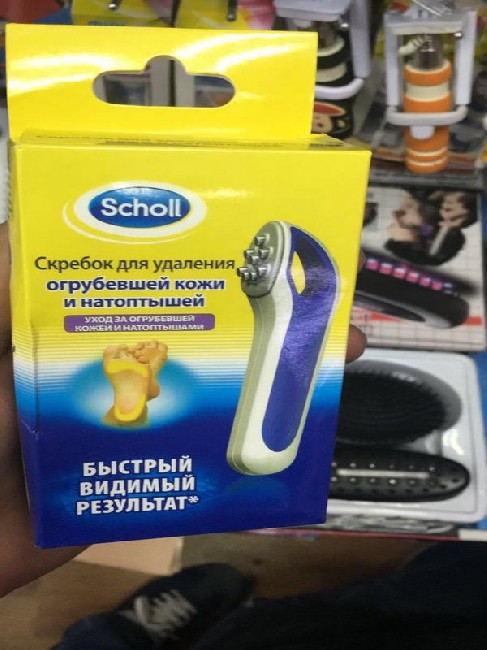 Scholl
Скребок для удаления
огрубевшей кожи
и натоптышей
УХОД ЗА ОГРУБЕВШЕЙ
КОЖЕЙ И НАТОПТЫШАМИ
БЫСТРЫЙ
ВИДИМЫЙ
РЕЗУЛЬТАТ*